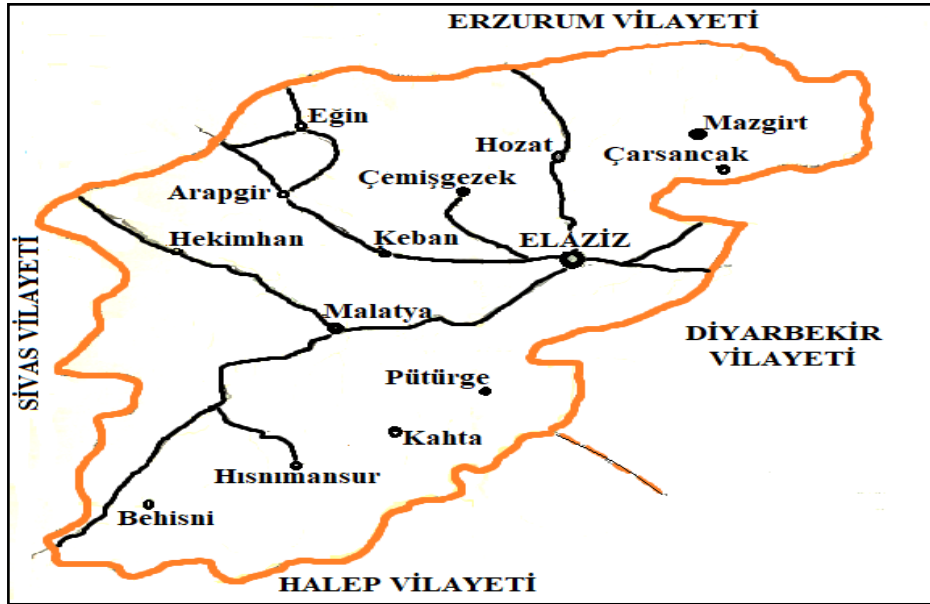 ERZURUM VİLAYETİ
Eğin
Mazgirt
Hozat
Çarsancak
Çemişgezek
Arapgir
Hekimhan
Keban
ELAZİZ
SİVAS VİLAYETİ
Malatya
DİYARBEKİR
VİLAYETİ
Pütürge
Kahta
Hısnımansur
Behisni
HALEP VİLAYETİ